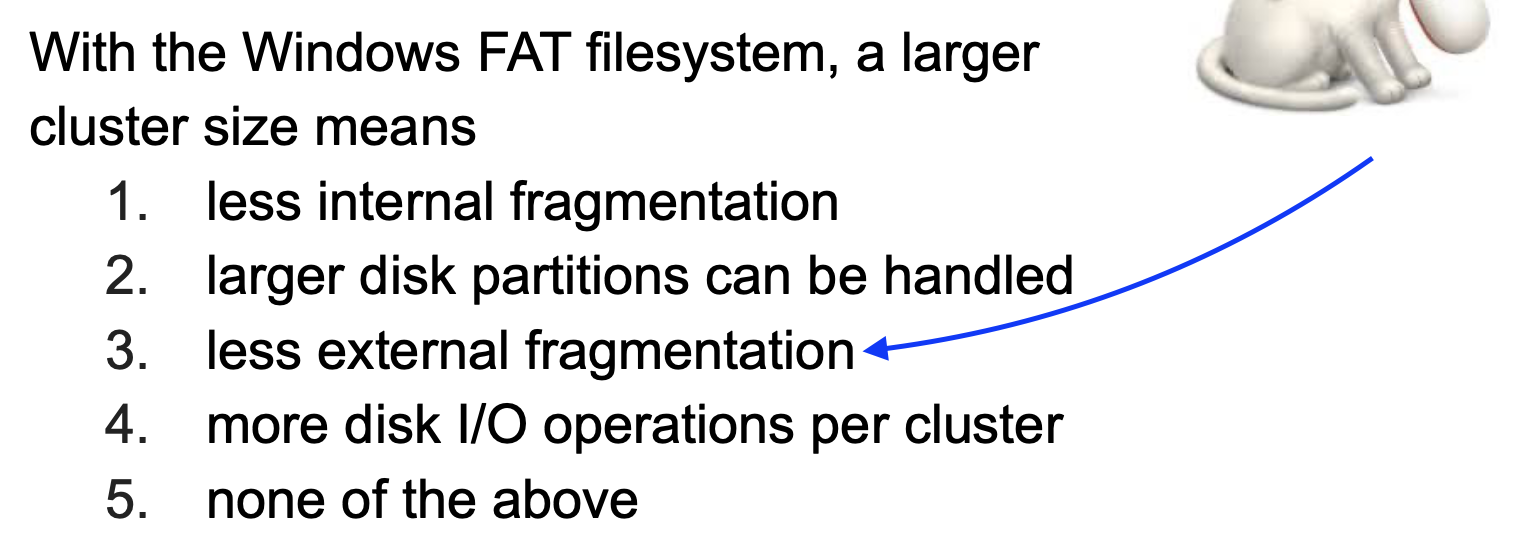 With the Windows FAT filesystem, a larger
cluster size means
1. less internal fragmentation
2. larger disk partitions can be handled
3. less external fragmentation
4. more disk I/O operations per cluster
5. none of the above